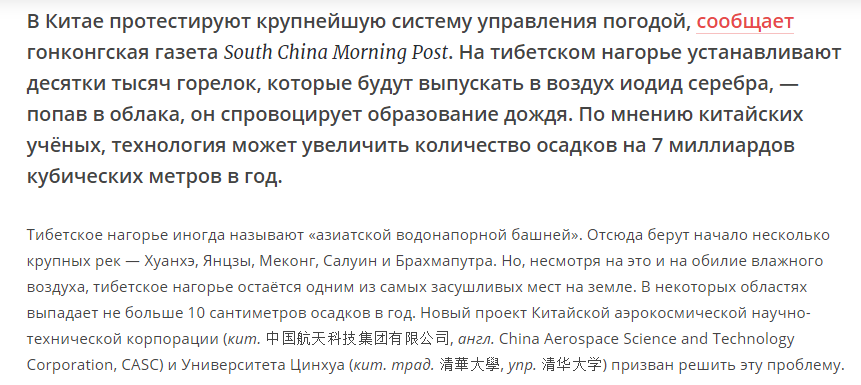 В Китае протестируют крупнейшую систему управления погодой, сообщает
гонконгская газета South China Morning Post. На тибетском нагорье устанавливают
десятки тысяч горелок, которые будут выпускать в воздух иодид серебра, —
попав в облака, он спровоцирует образование дождя. По мнению китайских
учёных, технология может увеличить количество осадков на 7 миллиардов
кубических метров в год.
Тибетское нагорье иногда называют «азиатской водонапорной башней». Отсюда берут начало несколько
крупных рек — Хуанхэ, Янцзы, Меконг, Салуин и Брахмапутра. Но, несмотря на это и на обилие влажного
воздуха, тибетское нагорье остаётся одним из самых засушливых мест на земле. В некоторых областях
выпадает не больше 10 сантиметров осадков в год. Новый проект Китайской аэрокосмической научно-
технической корпорации (кит. 中国航天科技集团有限公司, англ. China Aerospace Science and Technology
Corporation, CASC) и Университета Цинхуа (кит. трад. 清華大學, упр. 清华大学) призван решить эту проблему.